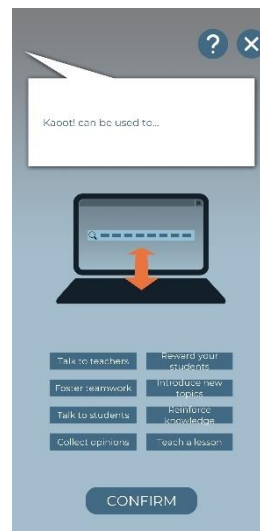 ?
Kaoot! can be used to...
Talk to teachers
Reward your
students
Foster teamwork
Introduce new
topics
Talk to students
Reinforce
knowledge
Collect opinions
Teach a lesson
CONFIRM